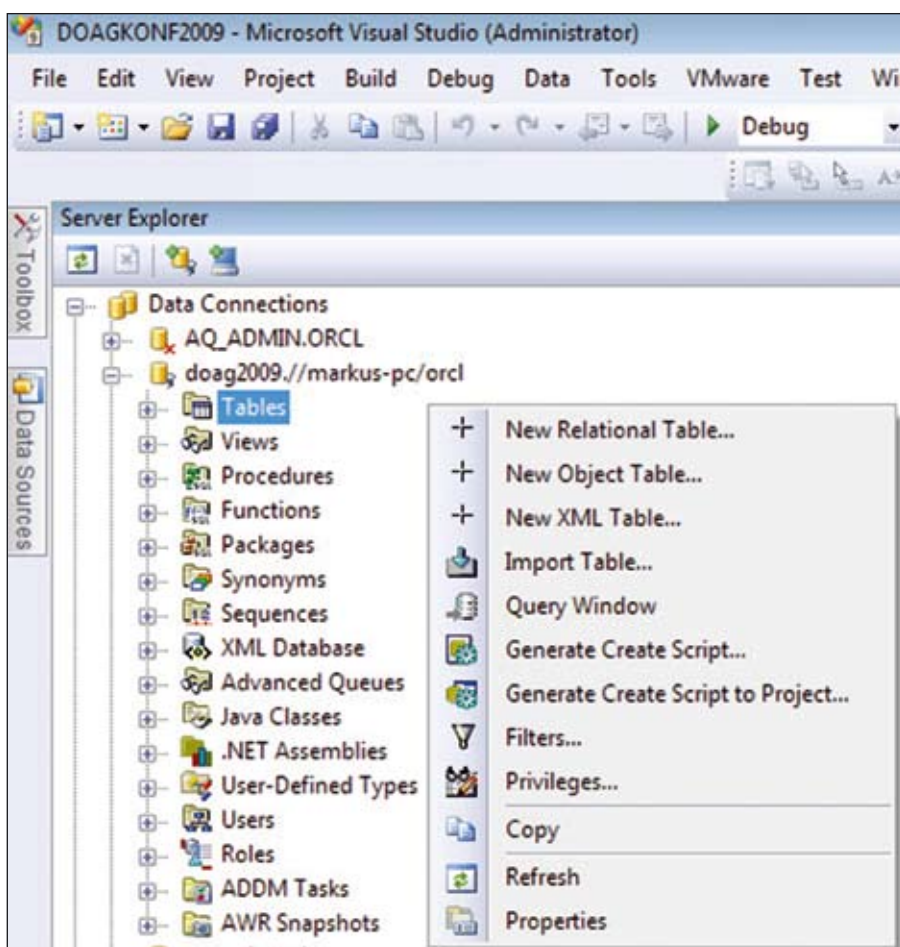 DOAGKONF2009 - Microsoft Visual Studio (Administrator)
File Edit View Project Build Debug Data Tools VMware Test
Debug
Server Explorer
Toolbox
Data Sources
Data Connections
AQ_ADMIN.ORCL
doag2009.//markus-pc/orcl
Tables
Views
Procedures
Functions
Packages
Synonyms
Sequences
XML Database
Advanced Queues
Java Classes
.NET Assemblies
User-Defined Types
Users
Roles
ADDM Tasks
AWR Snapshots
New Relational Table...
New Object Table...
New XML Table...
Import Table...
Query Window
Generate Create Script...
Generate Create Script to Project...
Filters...
Privileges...
Copy
Refresh
Properties